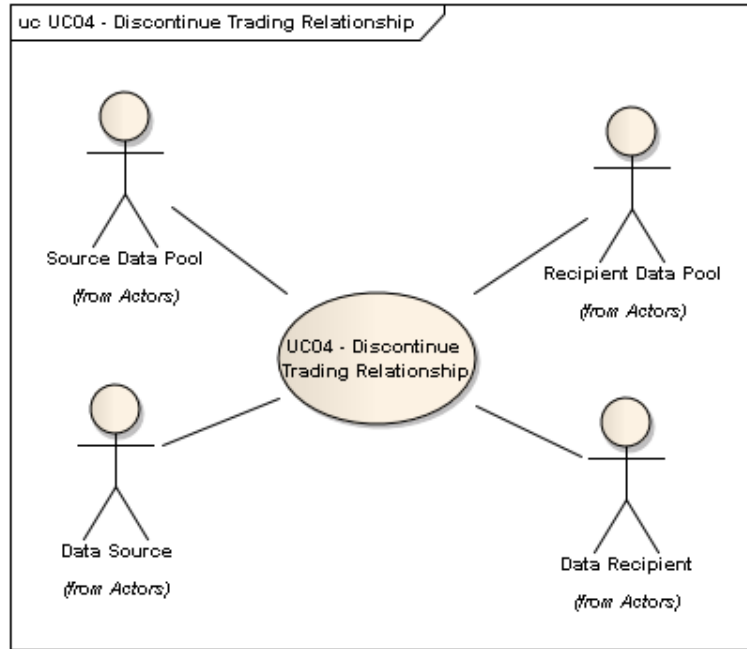 uc UC04 - Discontinue Trading Relationship
Source Data Pool
(from Actors)
Recipient Data Pool
(from Actors)
UC04 - Discontinue
Trading Relationship
Data Source
(from Actors)
Data Recipient
(from Actors)